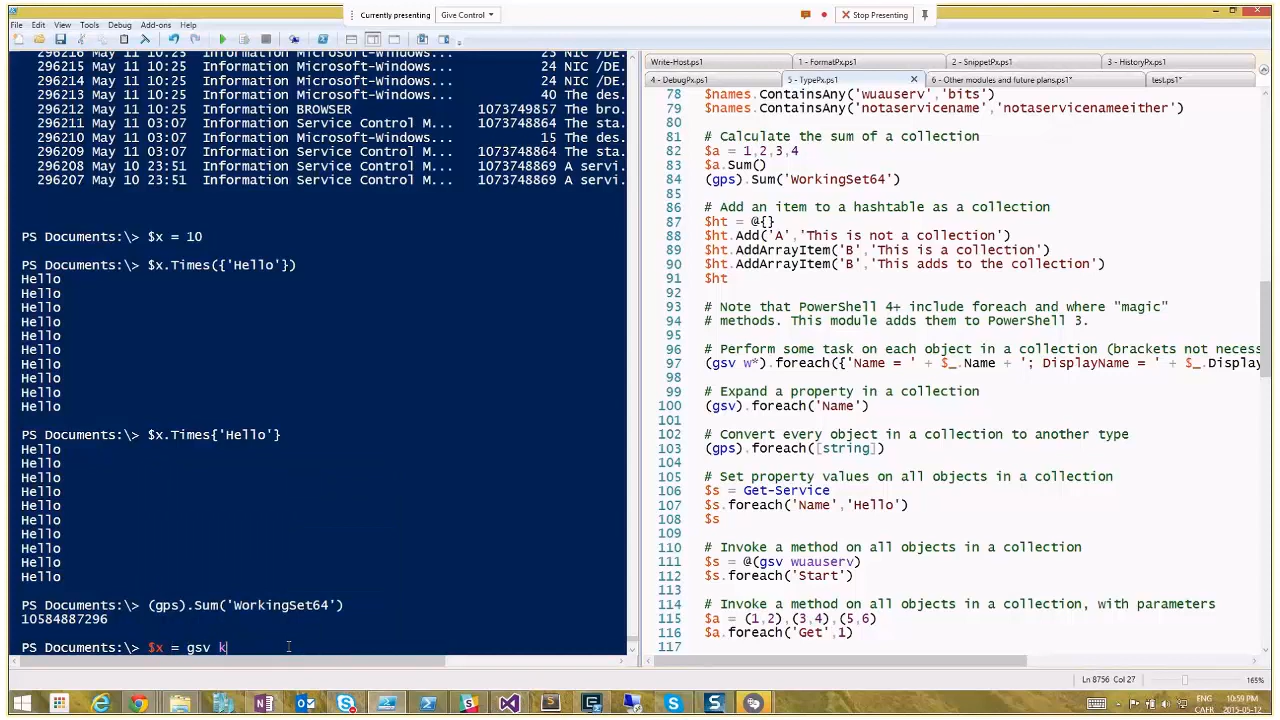 Currently presenting Give Control Stop Presenting
File Edit View Tools Debug Add-ons Help
296216 May 11 10:25 Information Microsoft-Windows... 23 NIC /DE.
296215 May 11 10:25 Information Microsoft-Windows... 24 NIC /DE.
296214 May 11 10:25 Information Microsoft-Windows... 24 NIC /DE.
296213 May 11 10:25 Information Microsoft-Windows... 40 The des.
296212 May 11 10:25 Information BROWSER 1073749857 The bro.
296211 May 11 03:07 Information Service Control M... 1073748864 The sta.
296210 May 11 03:07 Information Microsoft-Windows... 15 The des.
296209 May 11 03:07 Information Service Control M... 1073748864 The sta.
296208 May 10 23:51 Information Service Control M... 1073748869 A servi.
296207 May 10 23:51 Information Service Control M... 1073748869 A servi.
PS Documents:\> $x = 10
PS Documents:\> $x.Times({'Hello'})
Hello
Hello
Hello
Hello
Hello
Hello
Hello
Hello
Hello
Hello
PS Documents:\> $x.Times{'Hello'}
Hello
Hello
Hello
Hello
Hello
Hello
Hello
Hello
Hello
Hello
PS Documents:\> (gps).Sum('WorkingSet64')
10584887296
PS Documents:\> $x = gsv k
Write-Host.ps1 1 - FormatPx.ps1 2 - SnippetPx.ps1 3 - HistoryPx.ps1
4 - DebugPx.ps1 5 - TypePx.ps1 6 - Other modules and future plans.ps1* test.ps1*
78 $names.ContainsAny('wuauserv','bits')
79 $names.ContainsAny('notaservicename','notaservicenameeither')
80
81 # Calculate the sum of a collection
82 $a = 1,2,3,4
83 $a.Sum()
84 (gps).Sum('WorkingSet64')
85
86 # Add an item to a hashtable as a collection
87 $ht = @{}
88 $ht.Add('A','This is not a collection')
89 $ht.AddArrayItem('B','This is a collection')
90 $ht.AddArrayItem('B','This adds to the collection')
91 $ht
92
93 # Note that PowerShell 4+ include foreach and where "magic"
94 # methods. This module adds them to PowerShell 3.
95
96 # Perform some task on each object in a collection (brackets not necess
97 (gsv w*).foreach({'Name = ' + $_.Name + '; DisplayName = ' + $_.Display
98
99 # Expand a property in a collection
100 (gsv).foreach('Name')
101
102 # Convert every object in a collection to another type
103 (gps).foreach([string])
104
105 # Set property values on all objects in a collection
106 $s = Get-Service
107 $s.foreach('Name','Hello')
108 $s
109
110 # Invoke a method on all objects in a collection
111 $s = @(gsv wuauserv)
112 $s.foreach('Start')
113
114 # Invoke a method on all objects in a collection, with parameters
115 $a = (1,2),(3,4),(5,6)
116 $a.foreach('Get',1)
117
Ln 8756 Col 27 165%
ENG 10:59 PM
CAFR 2015-05-12